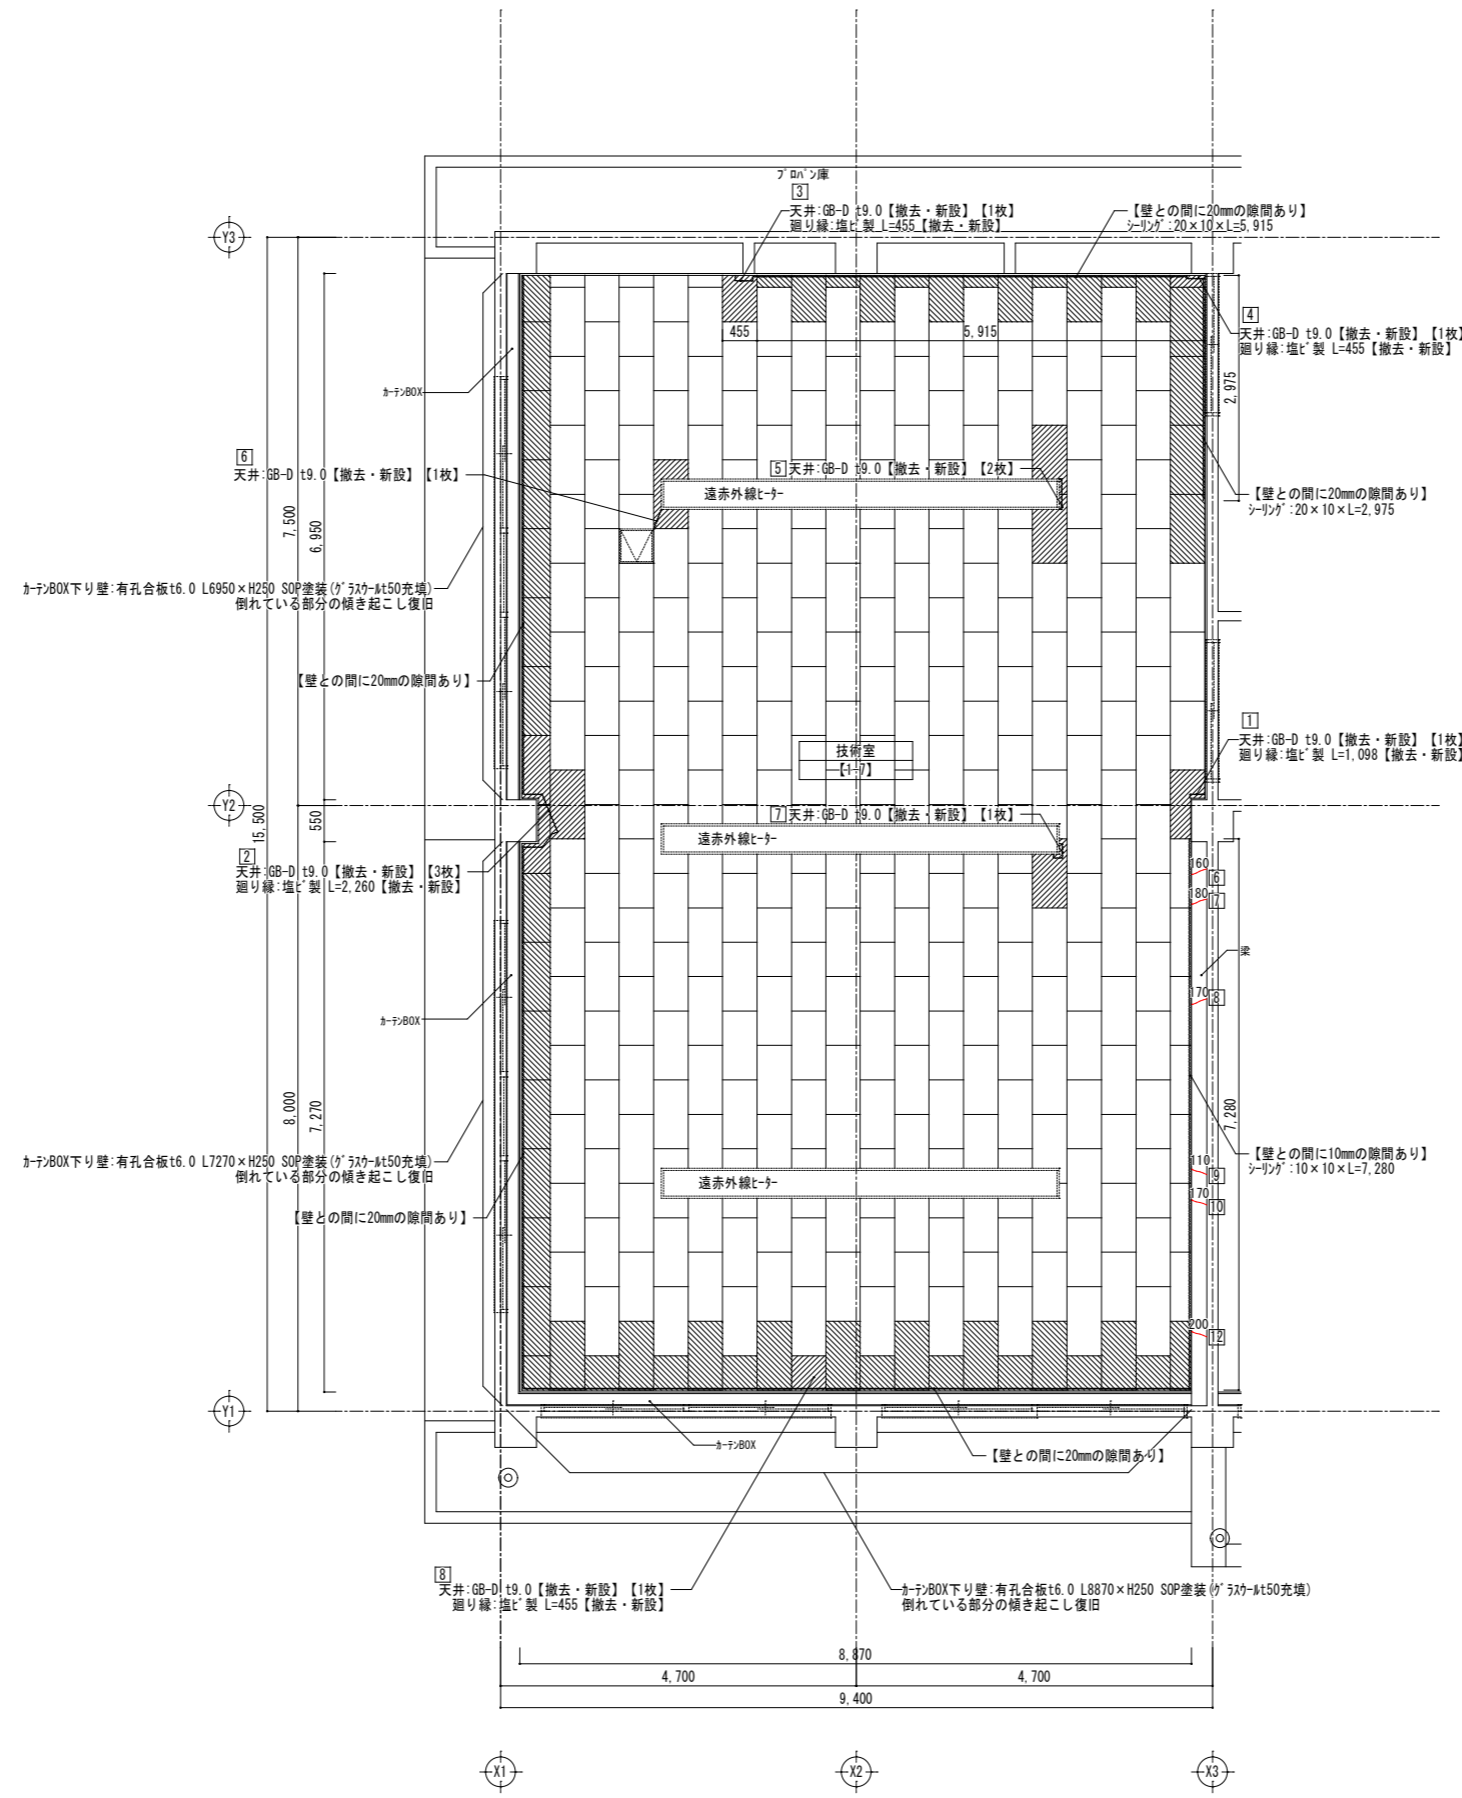 プロパン庫
3
天井:GB-D t9.0【撤去・新設】【1枚】
廻り縁:塩ビ製 L=455【撤去・新設】
【壁との間に20mmの隙間あり】
シーリング:20×10×L=5,915
Y3
4
天井:GB-D t9.0【撤去・新設】【1枚】
廻り縁:塩ビ製 L=455【撤去・新設】
455
5,915
2,975
カーテンBOX
6
天井:GB-D t9.0【撤去・新設】【1枚】
5
天井:GB-D t9.0【撤去・新設】【2枚】
遠赤外線ヒーター
【壁との間に20mmの隙間あり】
シーリング:20×10×L=2,975
7,500
6,950
カーテンBOX下り壁:有孔合板t6.0 L6950×H250 SOP塗装(グラスウールt50充填)
倒れている部分の傾き起こし復旧
【壁との間に20mmの隙間あり】
1
天井:GB-D t9.0【撤去・新設】【1枚】
廻り縁:塩ビ製 L=1,098【撤去・新設】
技術室
【1-7】
Y2
15,500
550
7
天井:GB-D t9.0【撤去・新設】【1枚】
遠赤外線ヒーター
2
天井:GB-D t9.0【撤去・新設】【3枚】
廻り縁:塩ビ製 L=2,260【撤去・新設】
160
6
180
7
梁
170
8
カーテンBOX
8,000
7,270
7,280
カーテンBOX下り壁:有孔合板t6.0 L7270×H250 SOP塗装(グラスウールt50充填)
倒れている部分の傾き起こし復旧
【壁との間に10mmの隙間あり】
シーリング:10×10×L=7,280
110
9
遠赤外線ヒーター
170
10
【壁との間に20mmの隙間あり】
200
12
Y1
カーテンBOX
【壁との間に20mmの隙間あり】
8
天井:GB-D t9.0【撤去・新設】【1枚】
廻り縁:塩ビ製 L=455【撤去・新設】
カーテンBOX下り壁:有孔合板t6.0 L8870×H250 SOP塗装(グラスウールt50充填)
倒れている部分の傾き起こし復旧
8,870
4,700
4,700
9,400
X1
X2
X3